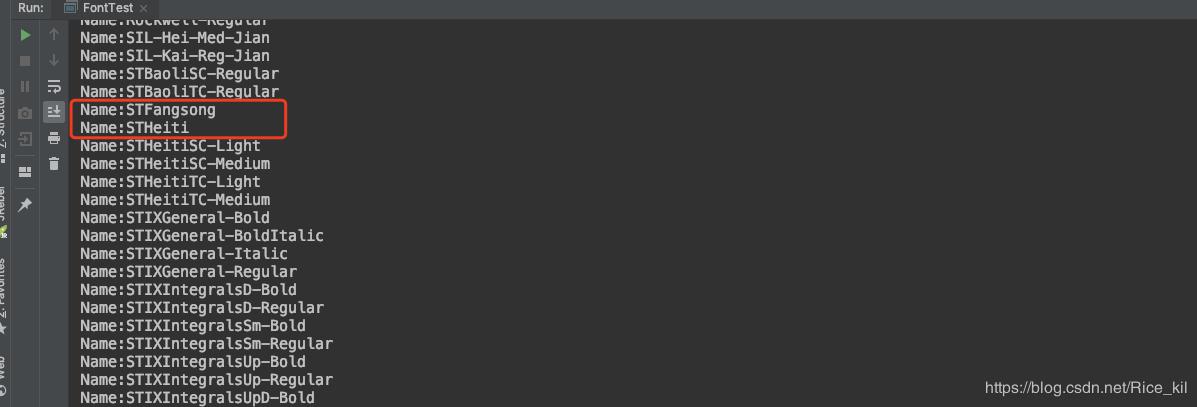 Run: FontTest
Name:Rockwell-Regular
Name:SIL-Hei-Med-Jian
Name:SIL-Kai-Reg-Jian
Name:STBaoliSC-Regular
Name:STBaoliTC-Regular
Name:STFangsong
Name:STHeiti
Name:STHeitiSC-Light
Name:STHeitiSC-Medium
Name:STHeitiTC-Light
Name:STHeitiTC-Medium
Name:STIXGeneral-Bold
Name:STIXGeneral-BoldItalic
Name:STIXGeneral-Italic
Name:STIXGeneral-Regular
Name:STIXIntegralsD-Bold
Name:STIXIntegralsD-Regular
Name:STIXIntegralsSm-Bold
Name:STIXIntegralsSm-Regular
Name:STIXIntegralsUp-Bold
Name:STIXIntegralsUp-Regular
Name:STIXIntegralsUpD-Bold
Z: Structure
JRebel
2: Favorites
Web
https://blog.csdn.net/Rice_kil